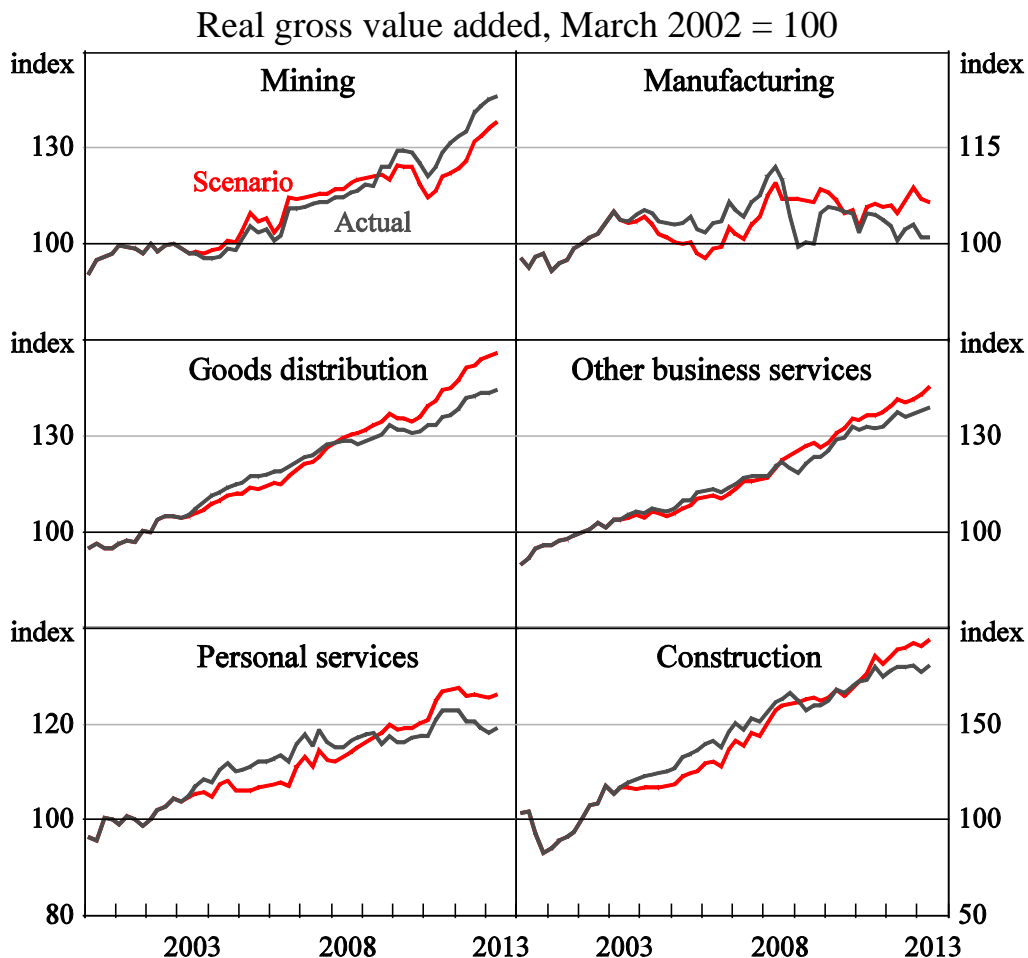 Real gross value added, March 2002 = 100
index
Mining
Manufacturing
index
130
115
Scenario
Actual
100
100
index
Goods distribution
Other business services
index
130
130
100
100
index
Personal services
Construction
index
120
150
100
100
80
50
2003
2008
2013
2003
2008
2013